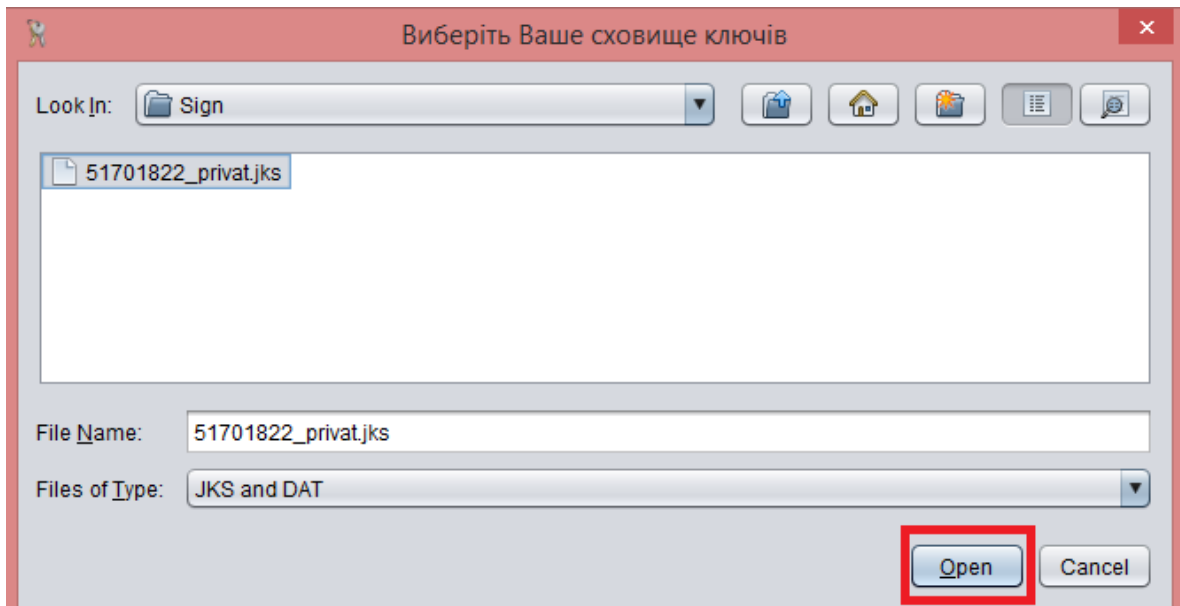 Виберіть Ваше сховище ключів
Look In: Sign
51701822_privat.jks
File Name: 51701822_privat.jks
Files of Type: JKS and DAT
Open Cancel